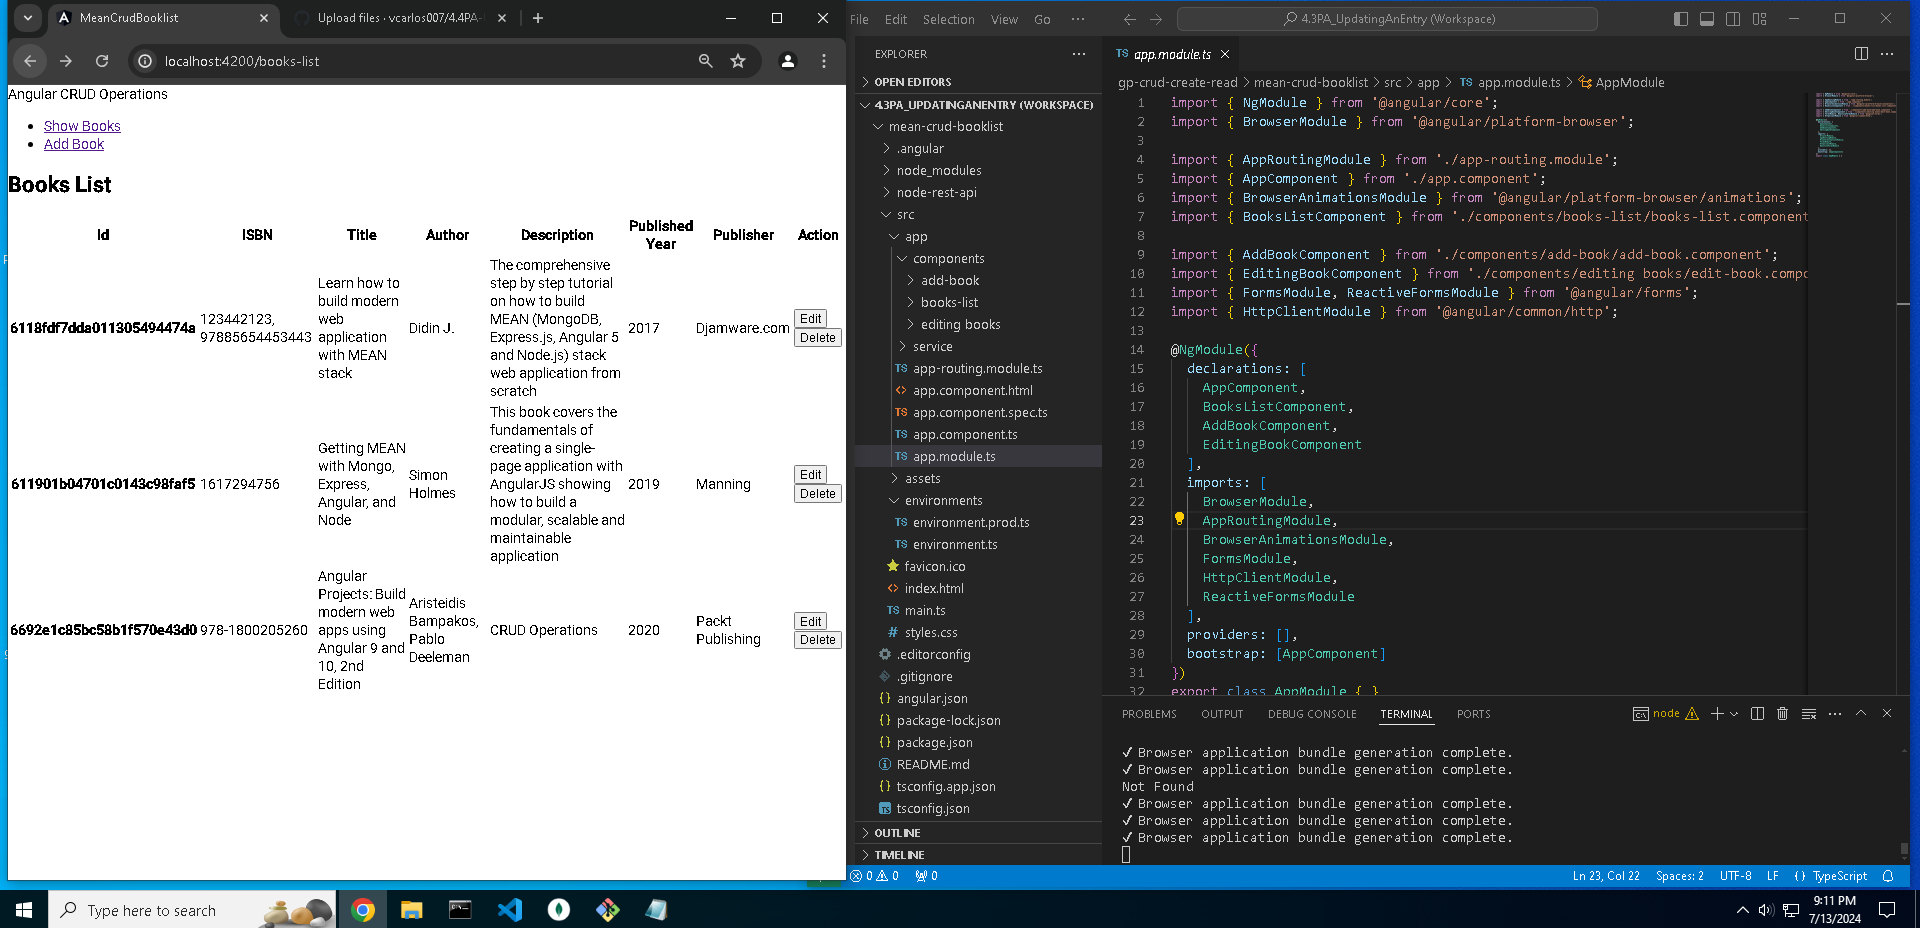 MeanCrudBooklist
Upload files · vcarlos007/4.4PA-
localhost:4200/books-list
Angular CRUD Operations
Show Books
Add Book
Books List
Id ISBN Title Author Description Published Year Publisher Action
6118fdf7dda011305494474a
123442123,
97885654453443
Learn how to
build modern
web
application
with MEAN
stack
Didin J.
The comprehensive
step by step tutorial
on how to build
MEAN (MongoDB,
Express.js, Angular 5
and Node.js) stack
web application from
scratch
2017
Djamware.com
Edit
Delete
611901b04701c0143c98faf5
1617294756
Getting MEAN
with Mongo,
Express,
Angular, and
Node
Simon
Holmes
This book covers the
fundamentals of
creating a single-
page application with
AngularJS showing
how to build a
modular, scalable and
maintainable
application
2019
Manning
Edit
Delete
6692e1c85bc58b1f570e43d0
978-1800205260
Angular
Projects: Build
modern web
apps using
Angular 9 and
10, 2nd
Edition
Aristeidis
Bampakos,
Pablo
Deeleman
CRUD Operations
2020
Packt
Publishing
Edit
Delete
File Edit Selection View Go ···
4.3PA_UpdatingAnEntry (Workspace)
EXPLORER
OPEN EDITORS
4.3PA_UPDATINGANENTRY (WORKSPACE)
mean-crud-booklist
.angular
node_modules
node-rest-api
src
app
components
add-book
books-list
editing books
service
TS app-routing.module.ts
<> app.component.html
TS app.component.spec.ts
TS app.component.ts
TS app.module.ts
assets
environments
TS environment.prod.ts
TS environment.ts
favicon.ico
<> index.html
TS main.ts
# styles.css
.editorconfig
.gitignore
{} angular.json
{} package-lock.json
{} package.json
README.md
{} tsconfig.app.json
TS tsconfig.json
OUTLINE
TIMELINE
TS app.module.ts
gp-crud-create-read > mean-crud-booklist > src > app > TS app.module.ts > AppModule
1 import { NgModule } from '@angular/core';
2 import { BrowserModule } from '@angular/platform-browser';
3
4 import { AppRoutingModule } from './app-routing.module';
5 import { AppComponent } from './app.component';
6 import { BrowserAnimationsModule } from '@angular/platform-browser/animations';
7 import { BooksListComponent } from './components/books-list/books-list.component
8
9 import { AddBookComponent } from './components/add-book/add-book.component';
10 import { EditingBookComponent } from './components/editing books/edit-book.compo
11 import { FormsModule, ReactiveFormsModule } from '@angular/forms';
12 import { HttpClientModule } from '@angular/common/http';
13
14 @NgModule({
15 declarations: [
16 AppComponent,
17 BooksListComponent,
18 AddBookComponent,
19 EditingBookComponent
20 ],
21 imports: [
22 BrowserModule,
23 AppRoutingModule,
24 BrowserAnimationsModule,
25 FormsModule,
26 HttpClientModule,
27 ReactiveFormsModule
28 ],
29 providers: [],
30 bootstrap: [AppComponent]
31 })
32 export class AppModule { }
PROBLEMS OUTPUT DEBUG CONSOLE TERMINAL PORTS
node
✓ Browser application bundle generation complete.
✓ Browser application bundle generation complete.
Not Found
✓ Browser application bundle generation complete.
✓ Browser application bundle generation complete.
✓ Browser application bundle generation complete.
0 0 0
Ln 23, Col 22 Spaces: 2 UTF-8 LF {} TypeScript
Type here to search
9:11 PM
7/13/2024